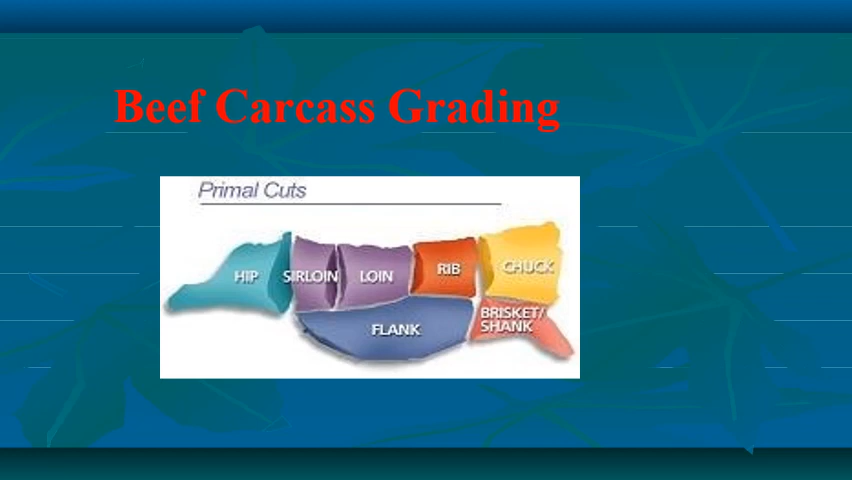 Beef Carcass Grading
Primal Cuts
HIP
SIRLOIN
LOIN
RIB
CHUCK
FLANK
BRISKET/
SHANK